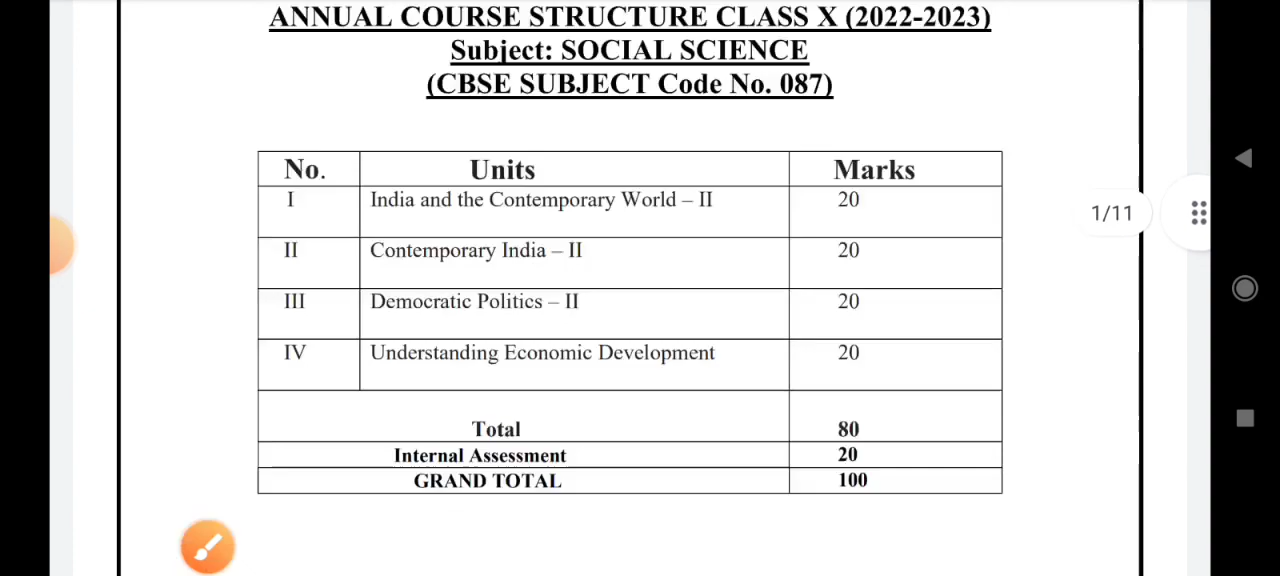 ANNUAL COURSE STRUCTURE CLASS X (2022-2023)
Subject: SOCIAL SCIENCE
(CBSE SUBJECT Code No. 087)
No. Units Marks
I India and the Contemporary World – II 20
1/11
II Contemporary India – II 20
III Democratic Politics – II 20
IV Understanding Economic Development 20
Total 80
Internal Assessment 20
GRAND TOTAL 100